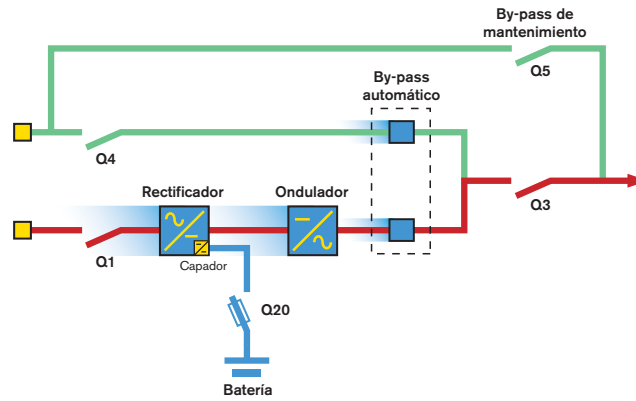 By-pass de
mantenimiento
Q5
By-pass
automático
Q4
Rectificador
Ondulador
Q3
Q1
Capador
Q20
Batería